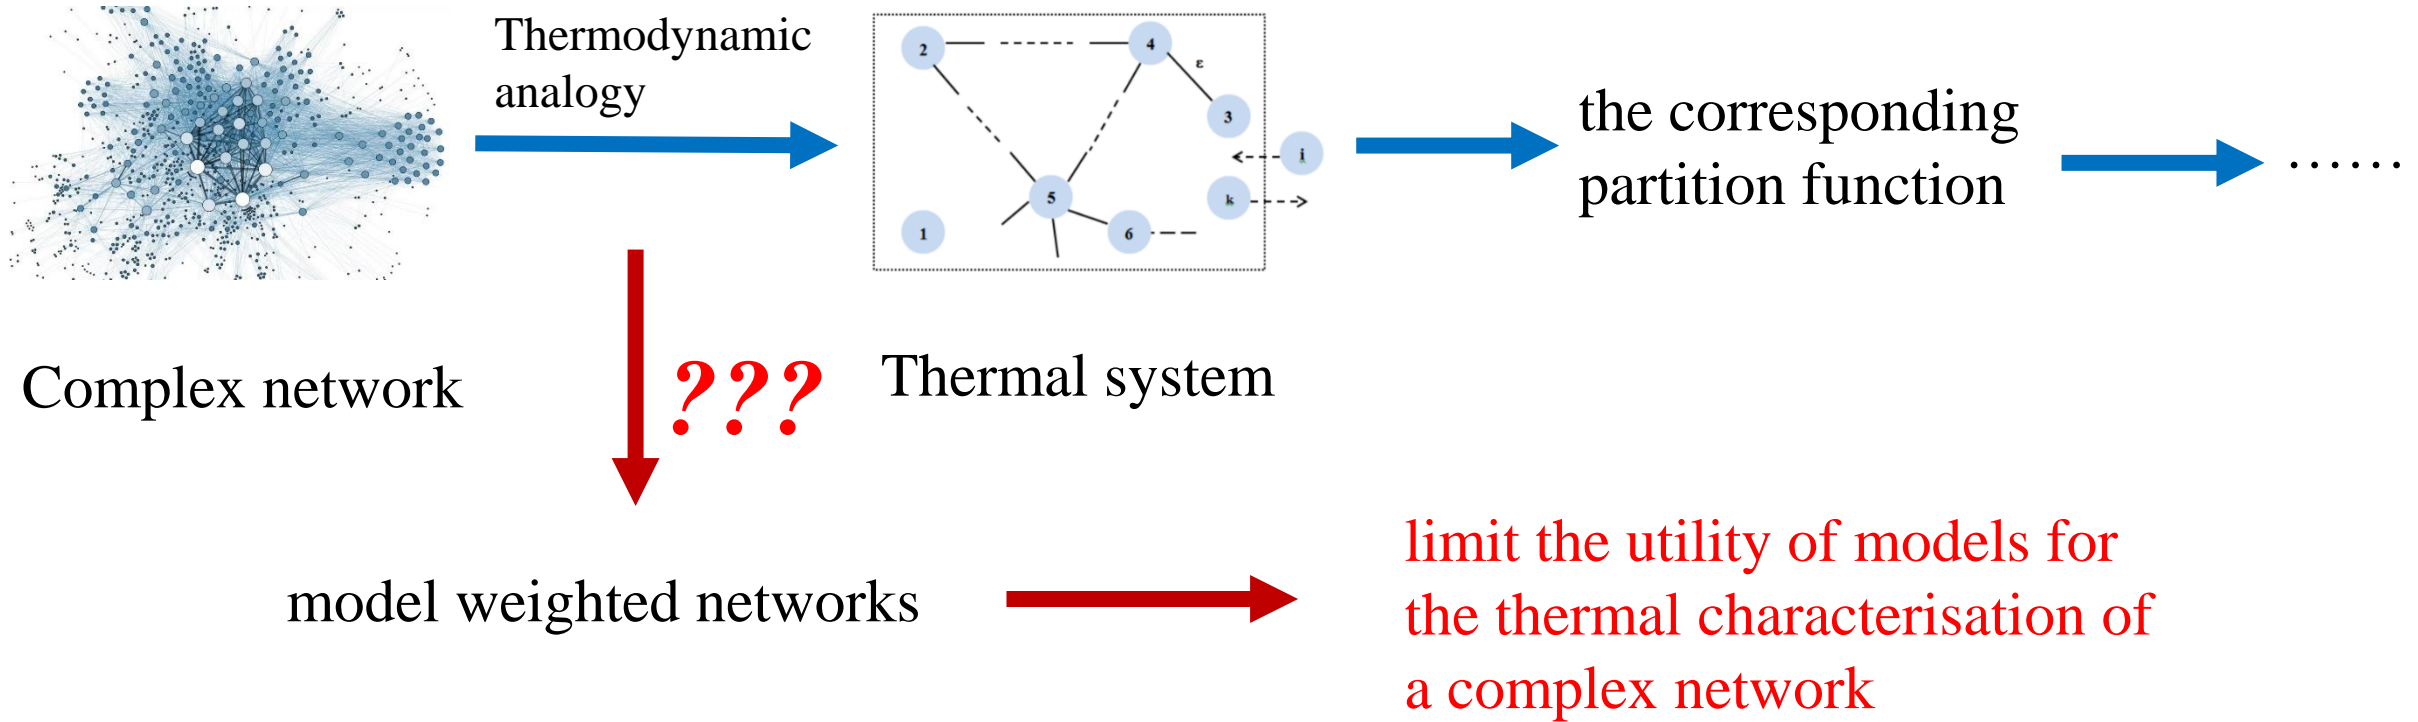 Thermodynamic
analogy
2
4
ε
3
i
k
5
6
1
the corresponding
partition function
······
Complex network
???
Thermal system
model weighted networks
limit the utility of models for
the thermal characterisation of
a complex network